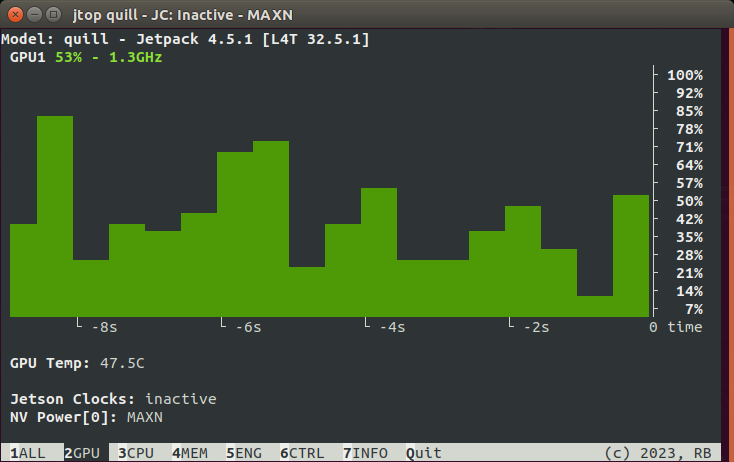 jtop quill - JC: Inactive - MAXN
Model: quill - Jetpack 4.5.1 [L4T 32.5.1]
GPU1 53% - 1.3GHz
100%
92%
85%
78%
71%
64%
57%
50%
42%
35%
28%
21%
14%
7%
-8s -6s -4s -2s 0 time
GPU Temp: 47.5C
Jetson Clocks: inactive
NV Power[0]: MAXN
1ALL 2GPU 3CPU 4MEM 5ENG 6CTRL 7INFO Quit (c) 2023, RB